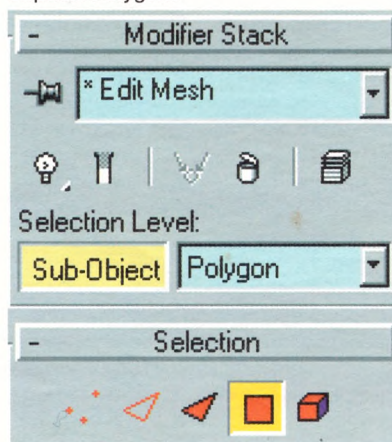 - Modifier Stack
* Edit Mesh
Selection Level:
Sub-Object Polygon
- Selection